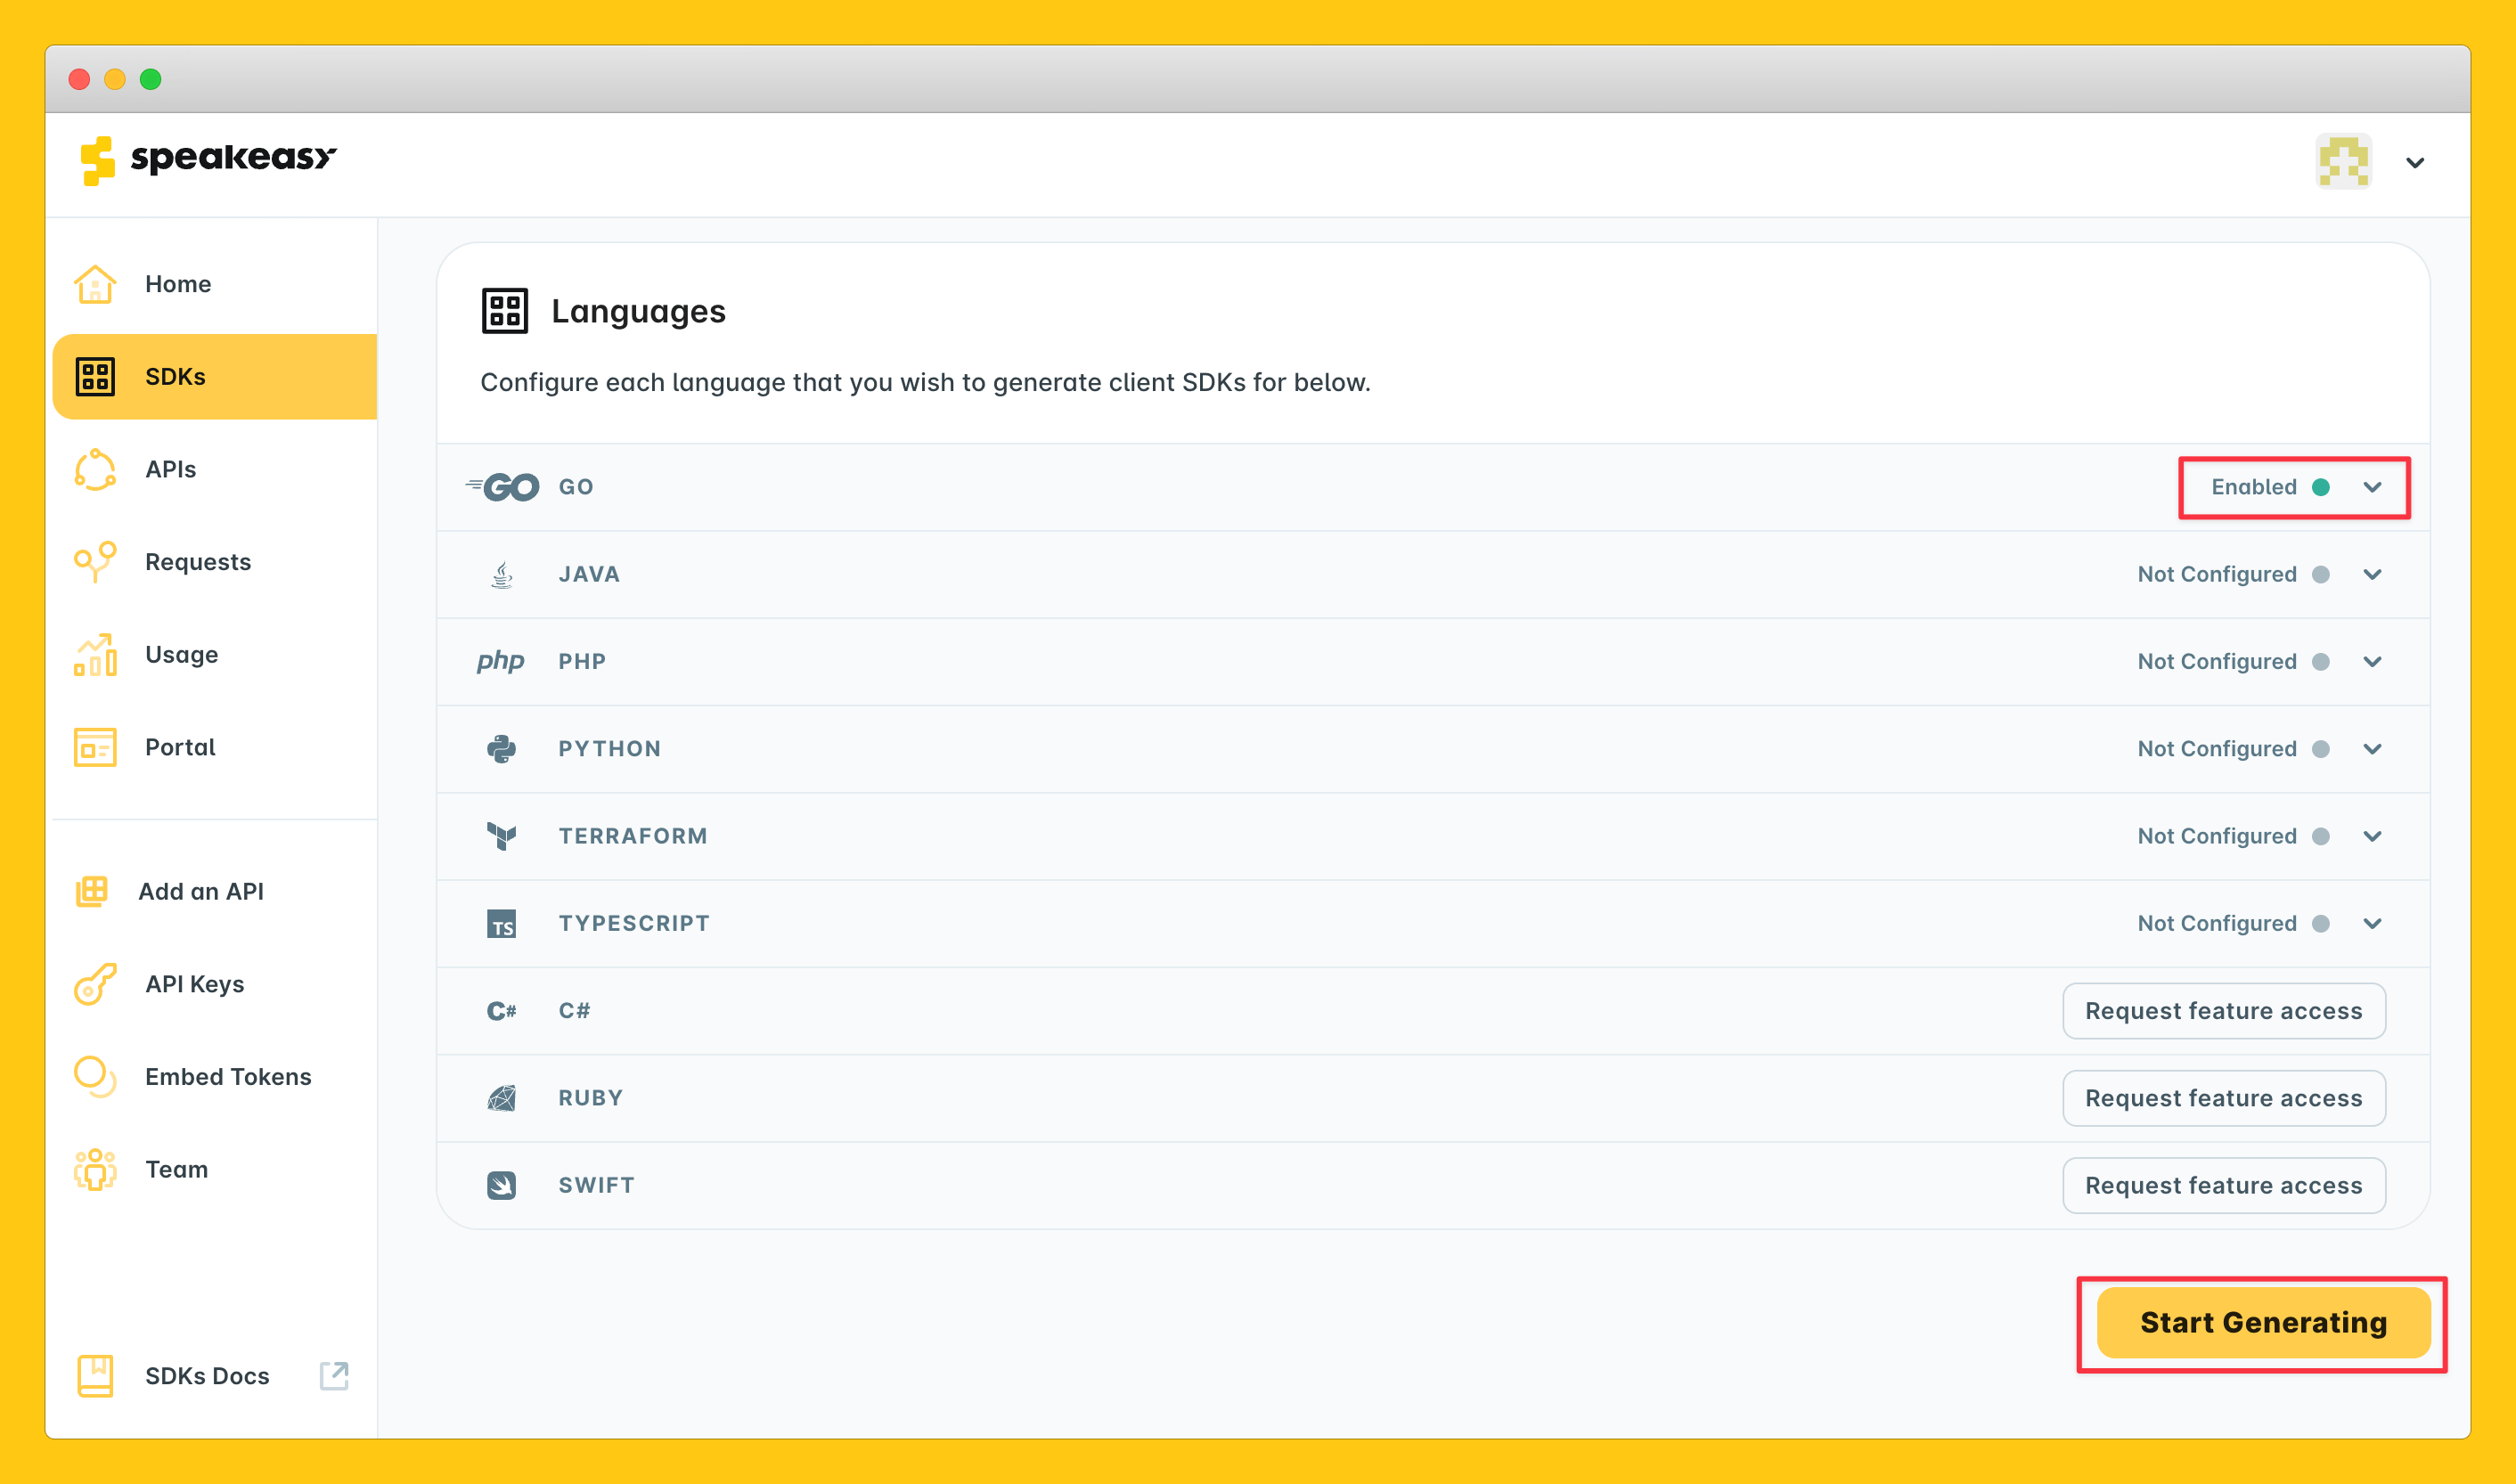 speakeasy
Home
SDKs
APIs
Requests
Usage
Portal
Add an API
API Keys
Embed Tokens
Team
SDKs Docs
Languages
Configure each language that you wish to generate client SDKs for below.
GO GO Enabled
JAVA Not Configured
php PHP Not Configured
PYTHON Not Configured
TERRAFORM Not Configured
TS TYPESCRIPT Not Configured
C# C# Request feature access
RUBY Request feature access
SWIFT Request feature access
Start Generating